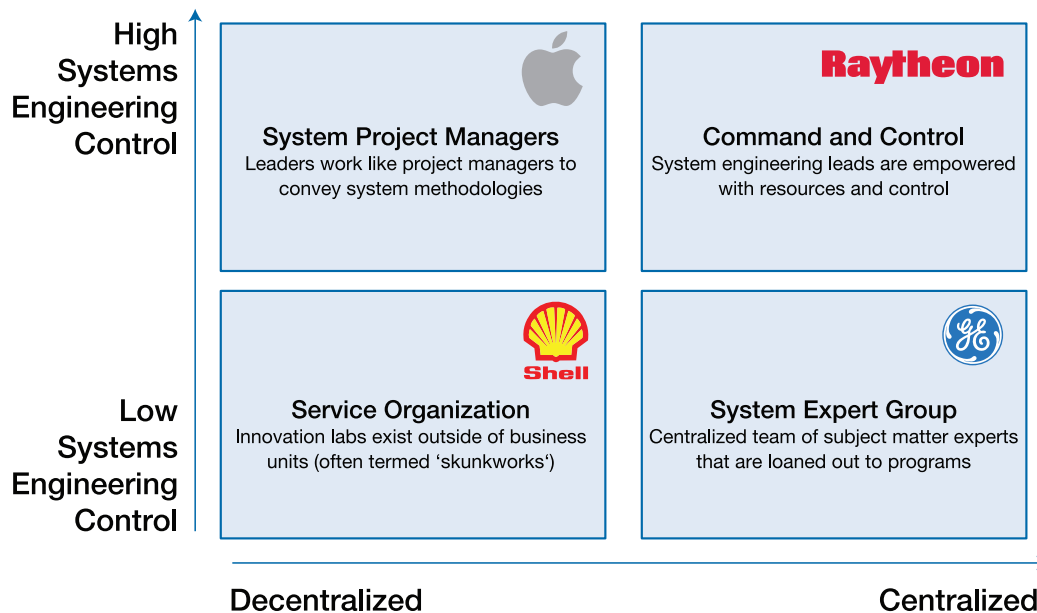 High
Systems
Engineering
Control
Raytheon
System Project Managers
Leaders work like project managers to
convey system methodologies
Command and Control
System engineering leads are empowered
with resources and control
Shell
GE
Service Organization
Innovation labs exist outside of business
units (often termed ‘skunkworks‘)
System Expert Group
Centralized team of subject matter experts
that are loaned out to programs
Low
Systems
Engineering
Control
Decentralized
Centralized